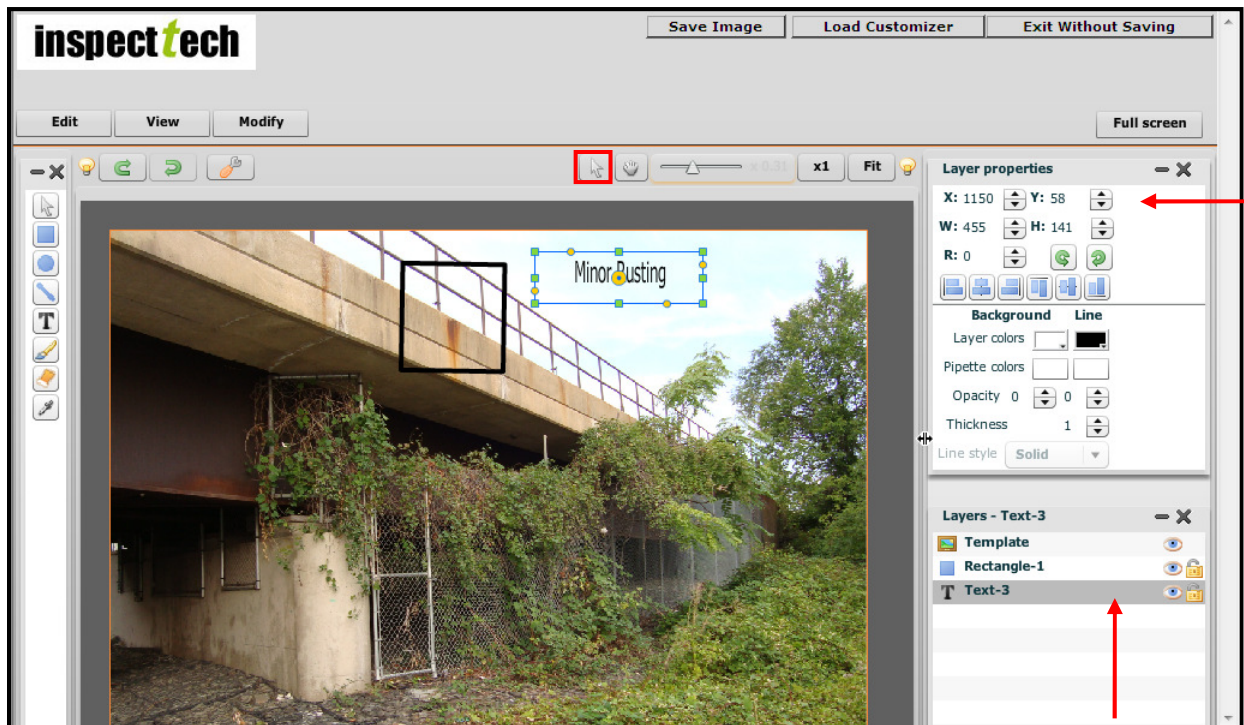 inspecttech
Save Image Load Customizer Exit Without Saving
Edit View Modify Full screen
x 0.31 x1 Fit
Layer properties
X: 1150 Y: 58
W: 455 H: 141
R: 0
Background Line
Layer colors
Pipette colors
Opacity 0 0
Thickness 1
Line style Solid
T
Minor Rusting
Layers - Text-3
Template
Rectangle-1
T Text-3